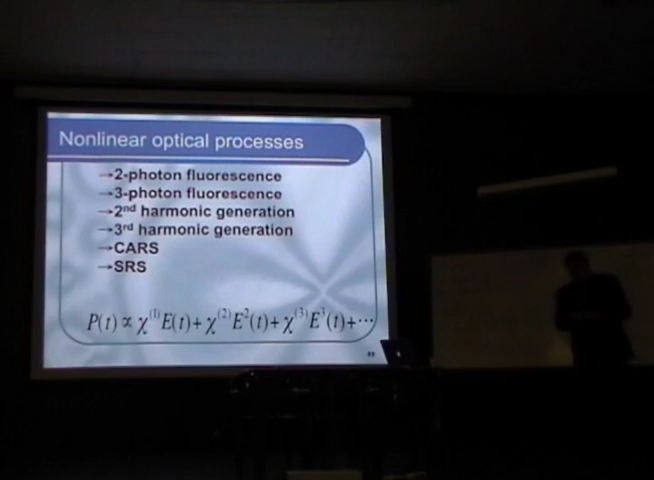 Nonlinear optical processes
→2-photon fluorescence
→3-photon fluorescence
→2nd harmonic generation
→3rd harmonic generation
→CARS
→SRS
P(t) ∝ χ⁽¹⁾E(t)+ χ⁽²⁾E²(t)+ χ⁽³⁾E³(t)+⋯